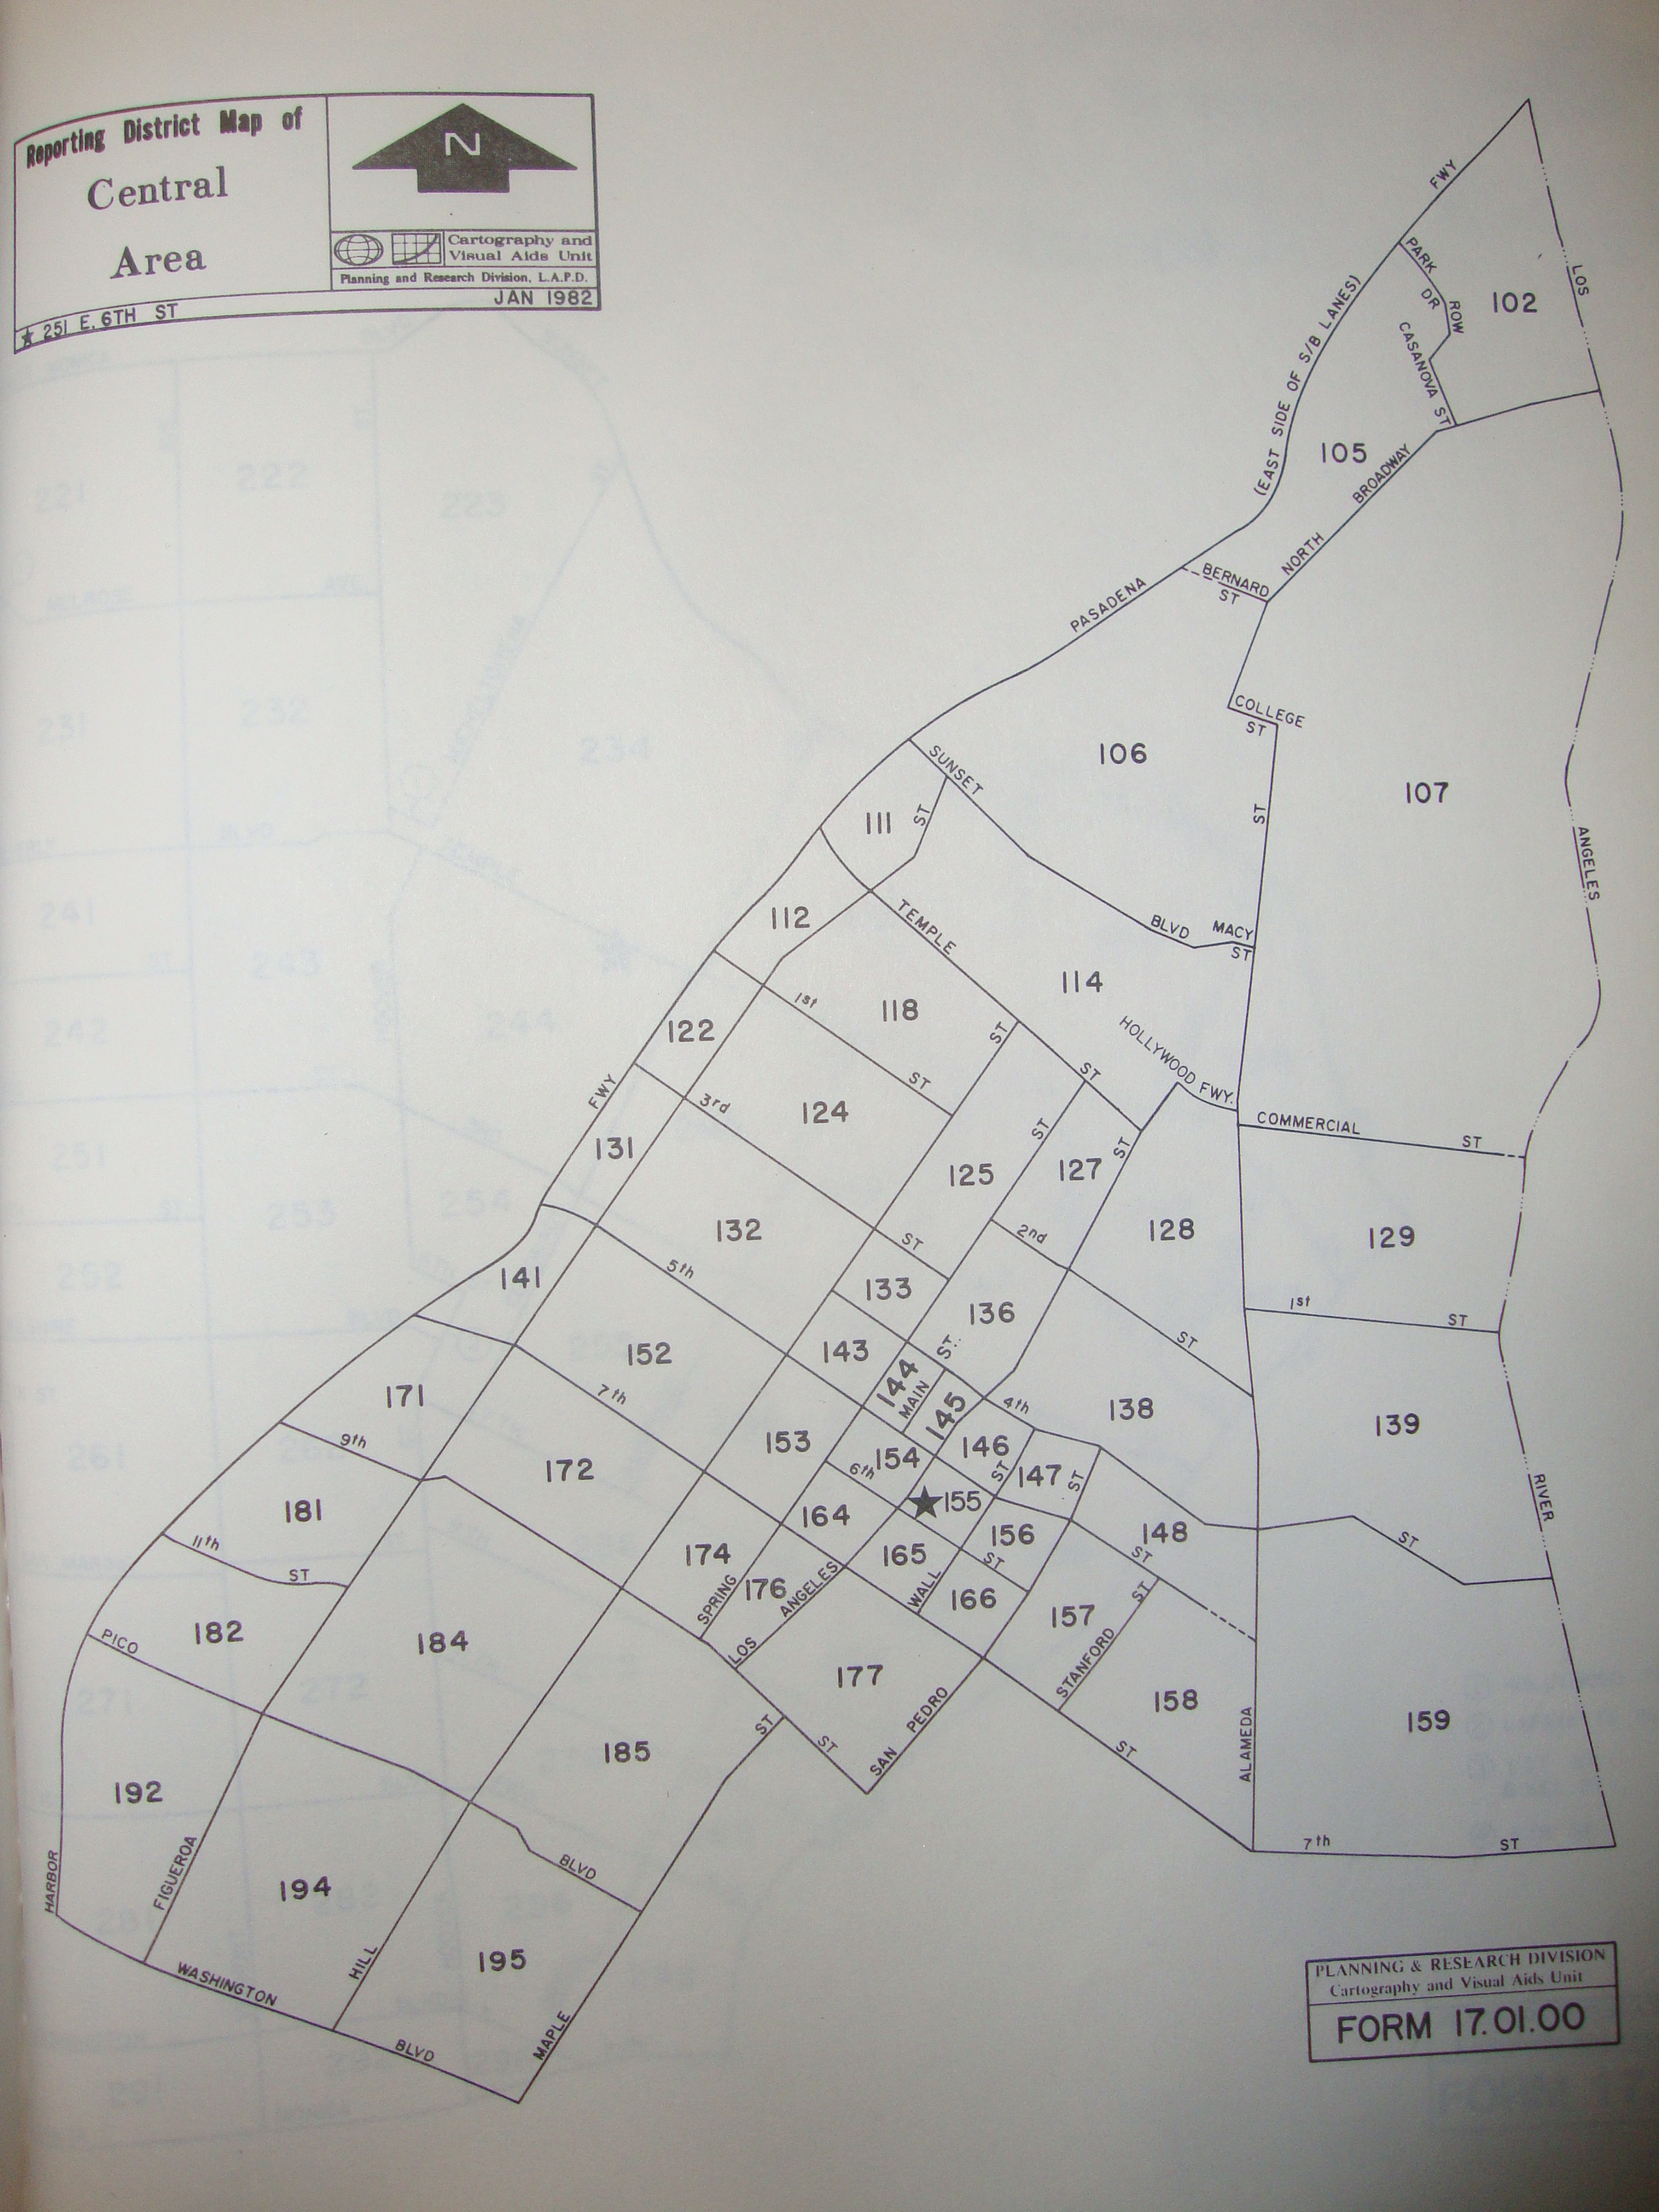 Reporting District Map of
Central
Area
N
Cartography and
Visual Aids Unit
Planning and Research Division, L.A.P.D.
JAN 1982
★ 251 E. 6TH ST
FWY
PARK
ROW
DR
102
LOS
(EAST SIDE OF S/B LANES)
CASANOVA ST
105
NORTH BROADWAY
BERNARD
ST
PASADENA
COLLEGE
ST
106
107
SUNSET
111
ST
ST
ANGELES
112
TEMPLE
BLVD
MACY
ST
114
118
1st
ST
ST
122
HOLLYWOOD FWY.
ST
FWY
3rd
124
COMMERCIAL
ST
131
125
ST
127
ST
132
2nd
128
129
ST
5th
141
133
136
1st
ST
152
143
ST.
ST
144
MAIN
145
4th
138
139
171
7th
153
154
146
147
9th
172
6th
ST
ST
RIVER
181
155
164
156
148
11th
ST
174
165
ST
ST
ST
176
SPRING
ANGELES
WALL
166
157
ST
182
PICO
184
LOS
STANFORD
177
158
159
185
ST
ST
SAN PEDRO
ST
ALAMEDA
192
7th
ST
HARBOR
FIGUEROA
194
BLVD
HILL
195
WASHINGTON
BLVD
MAPLE
PLANNING & RESEARCH DIVISION
Cartography and Visual Aids Unit
FORM 17.01.00